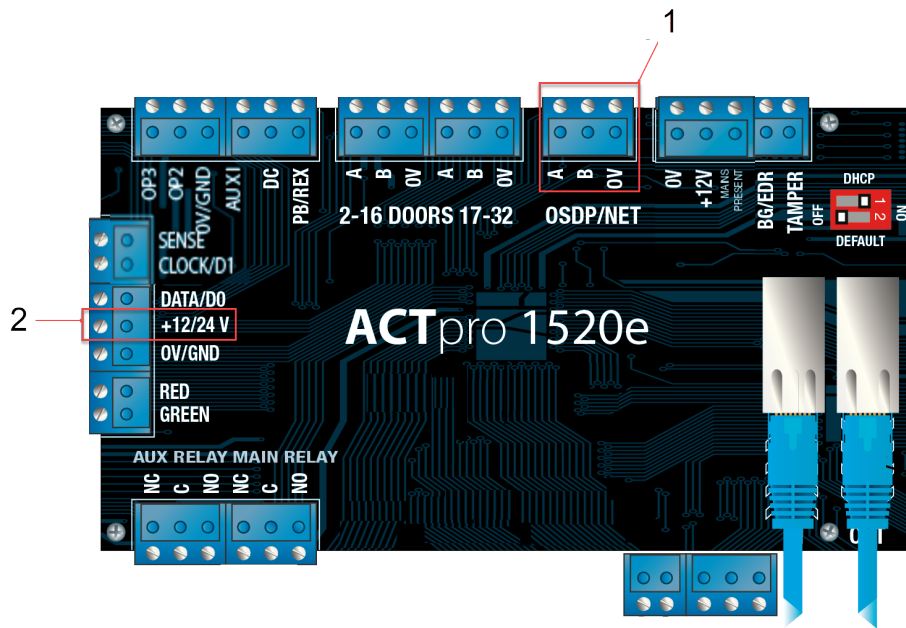 1
OP3
OP2
0V/GND
AUX1
DC
PB/REX
A
B
0V
A
B
0V
A
B
0V
0V
+12V
MAINS
PRESENT
BG/EDR
TAMPER
2-16 DOORS 17-32
OSDP/NET
DHCP
OFF
1
2
ON
DEFAULT
SENSE
CLOCK/D1
DATA/D0
2
+12/24 V
0V/GND
RED
GREEN
ACTpro 1520e
AUX RELAY MAIN RELAY
NC
C
NO
NC
C
NO